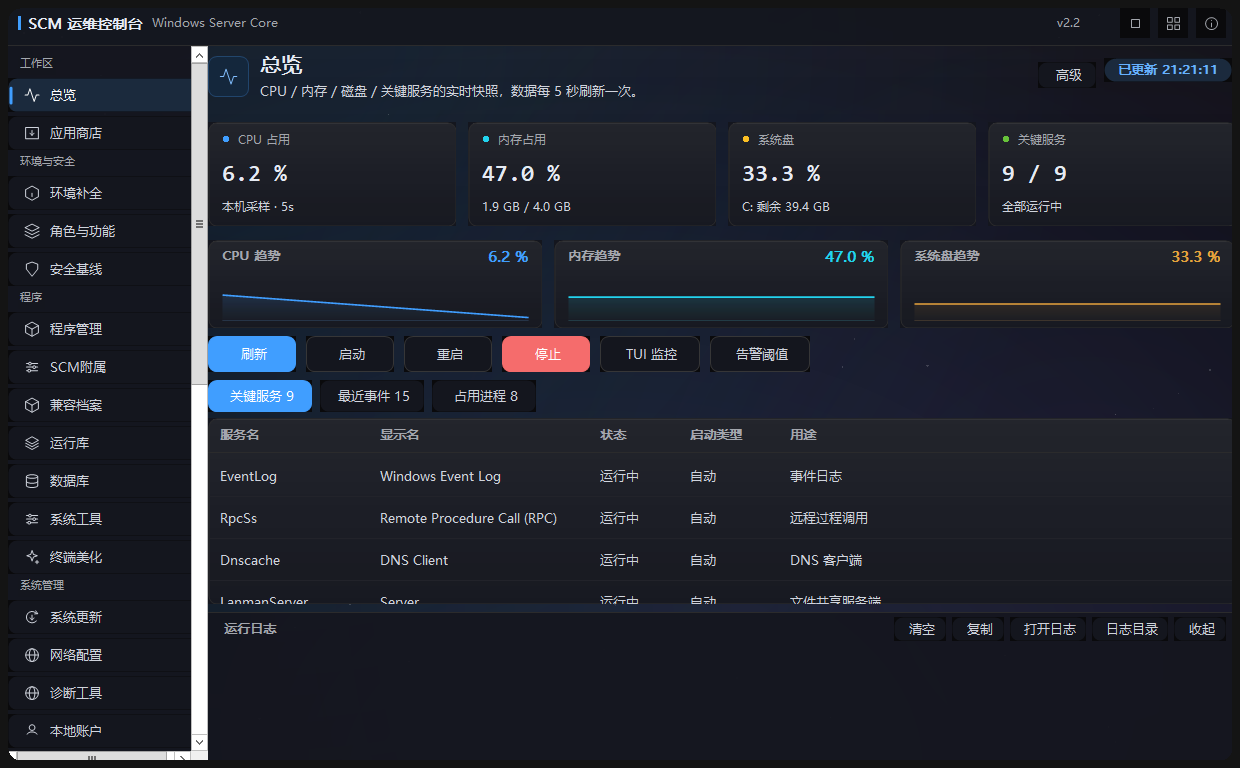 SCM 运维控制台 Windows Server Core v2.2
工作区
总览
应用商店
环境与安全
环境补全
角色与功能
安全基线
程序
程序管理
SCM附属
兼容档案
运行库
数据库
系统工具
终端美化
系统管理
系统更新
网络配置
诊断工具
本地账户
总览
CPU / 内存 / 磁盘 / 关键服务的实时快照，数据每 5 秒刷新一次。
高级 已更新 21:21:11
CPU 占用
6.2 %
本机采样 · 5s
内存占用
47.0 %
1.9 GB / 4.0 GB
系统盘
33.3 %
C: 剩余 39.4 GB
关键服务
9 / 9
全部运行中
CPU 趋势 6.2 %
内存趋势 47.0 %
系统盘趋势 33.3 %
刷新 启动 重启 停止 TUI 监控 告警阈值
关键服务 9 最近事件 15 占用进程 8
服务名 显示名 状态 启动类型 用途
EventLog Windows Event Log 运行中 自动 事件日志
RpcSs Remote Procedure Call (RPC) 运行中 自动 远程过程调用
Dnscache DNS Client 运行中 自动 DNS 客户端
LanmanServer Server 运行中 自动 文件共享服务端
运行日志 清空 复制 打开日志 日志目录 收起